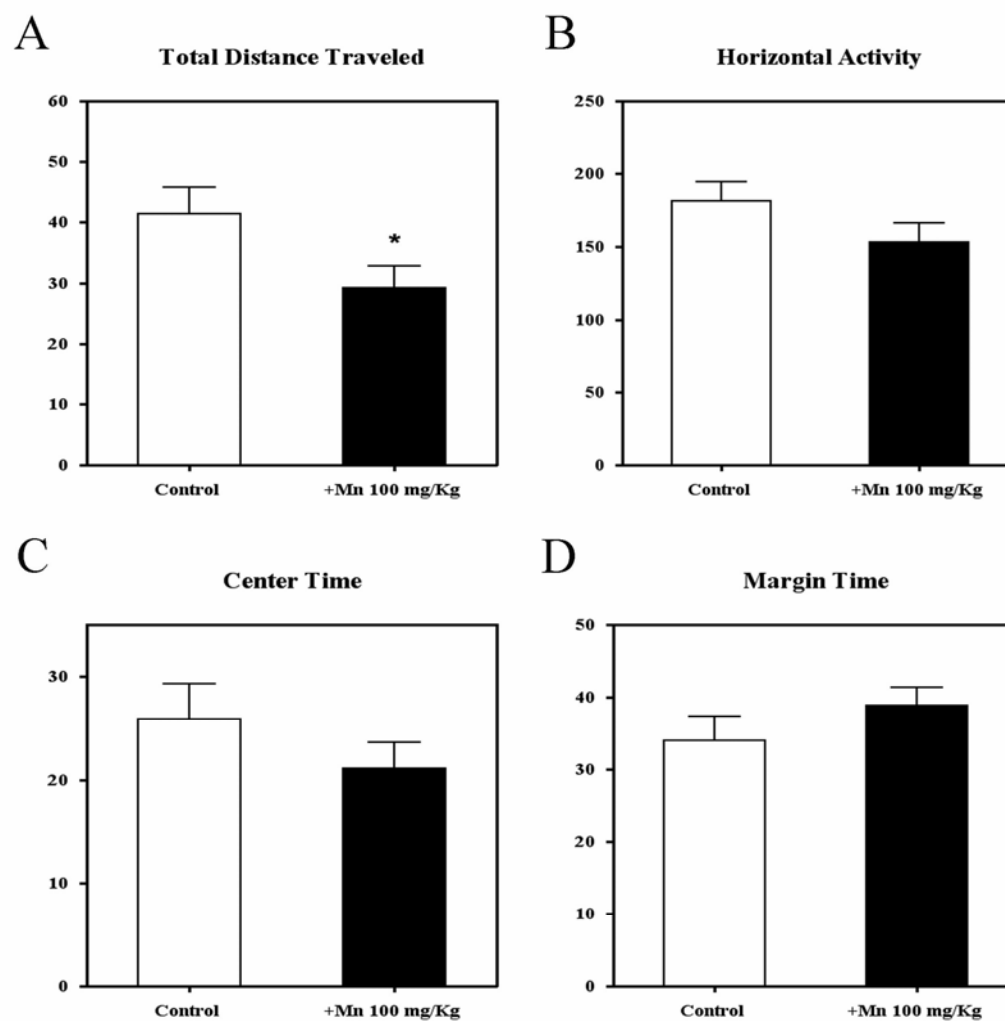 A
Total Distance Traveled
60
50
40
30
20
10
0
*
Control +Mn 100 mg/Kg
B
Horizontal Activity
250
200
150
100
50
0
Control +Mn 100 mg/Kg
C
Center Time
30
20
10
0
Control +Mn 100 mg/Kg
D
Margin Time
50
40
30
20
10
0
Control +Mn 100 mg/Kg